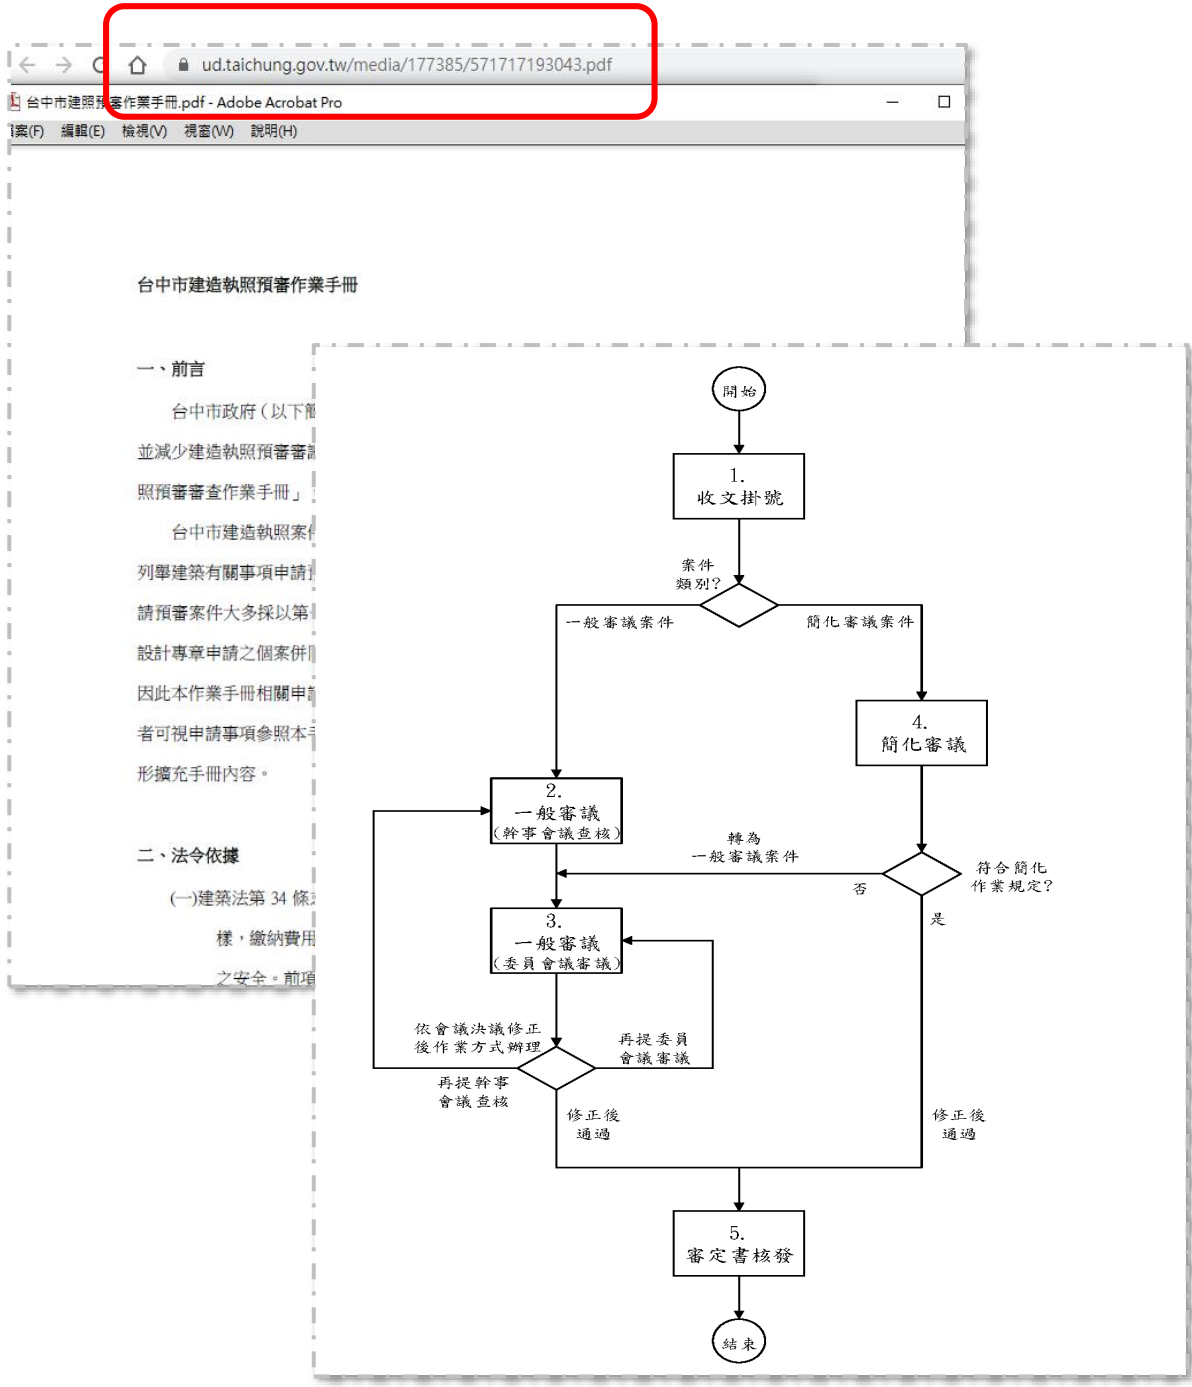 ud.taichung.gov.tw/media/177385/571717193043.pdf
台中市建照預審作業手冊.pdf - Adobe Acrobat Pro
案(F) 編輯(E) 檢視(V) 視窗(W) 說明(H)
台中市建造執照預審作業手冊
一、前言
台中市政府（以下簡
並減少建造執照預審審
照預審審查作業手冊」
台中市建造執照案件
列舉建築有關事項申請
請預審案件大多採以第
設計專章申請之個案併
因此本作業手冊相關申
者可視申請事項參照本手
形擴充手冊內容。
二、法令依據
(一)建築法第 34 條
樣，繳納費用
之安全。前項
開始
1.
收文掛號
案件
類別?
一般審議案件
簡化審議案件
4.
簡化審議
2.
一般審議
(幹事會議查核)
轉為
一般審議案件
符合簡化
作業規定?
否
是
3.
一般審議
(委員會議審議)
依會議決議修正
後作業方式辦理
再提委員
會議審議
再提幹事
會議查核
修正後
通過
修正後
通過
5.
審定書核發
結束